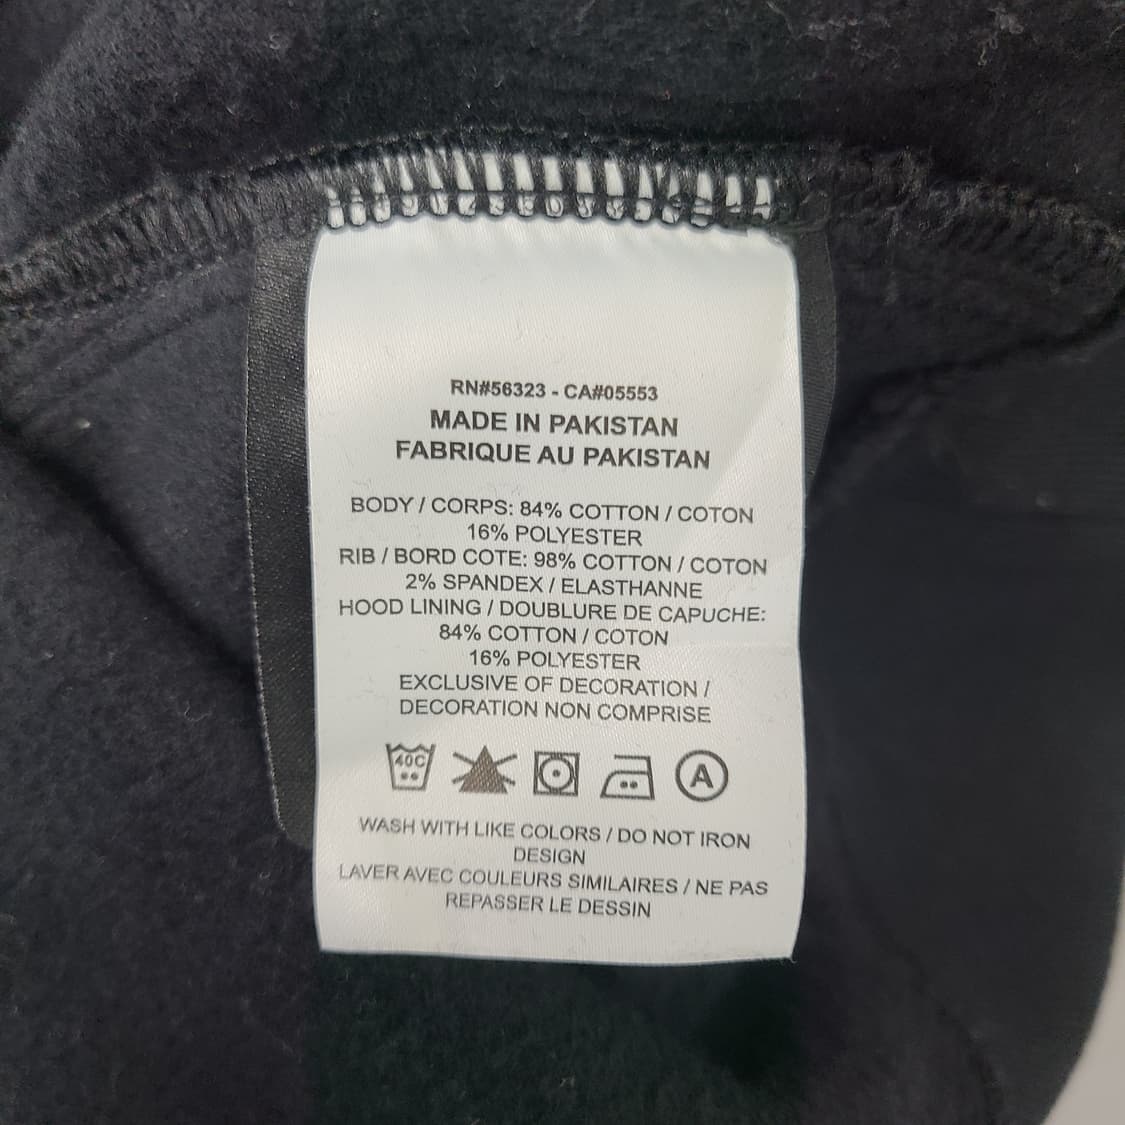 RN#56323 - CA#05553
MADE IN PAKISTAN
FABRIQUE AU PAKISTAN
BODY / CORPS: 84% COTTON / COTON
16% POLYESTER
RIB / BORD COTE: 98% COTTON / COTON
2% SPANDEX / ELASTHANNE
HOOD LINING / DOUBLURE DE CAPUCHE:
84% COTTON / COTON
16% POLYESTER
EXCLUSIVE OF DECORATION /
DECORATION NON COMPRISE
40C A
WASH WITH LIKE COLORS / DO NOT IRON
DESIGN
LAVER AVEC COULEURS SIMILAIRES / NE PAS
REPASSER LE DESSIN